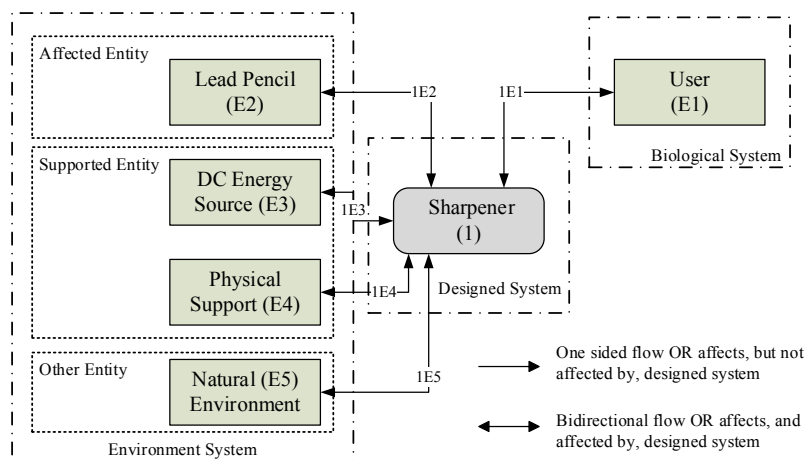 Affected Entity
Lead Pencil
(E2)
Supported Entity
DC Energy
Source (E3)
Physical
Support (E4)
Other Entity
Natural (E5)
Environment
Environment System
1E2
1E1
1E3
1E4
1E5
Sharpener
(1)
Designed System
User
(E1)
Biological System
One sided flow OR affects, but not
affected by, designed system
Bidirectional flow OR affects, and
affected by, designed system